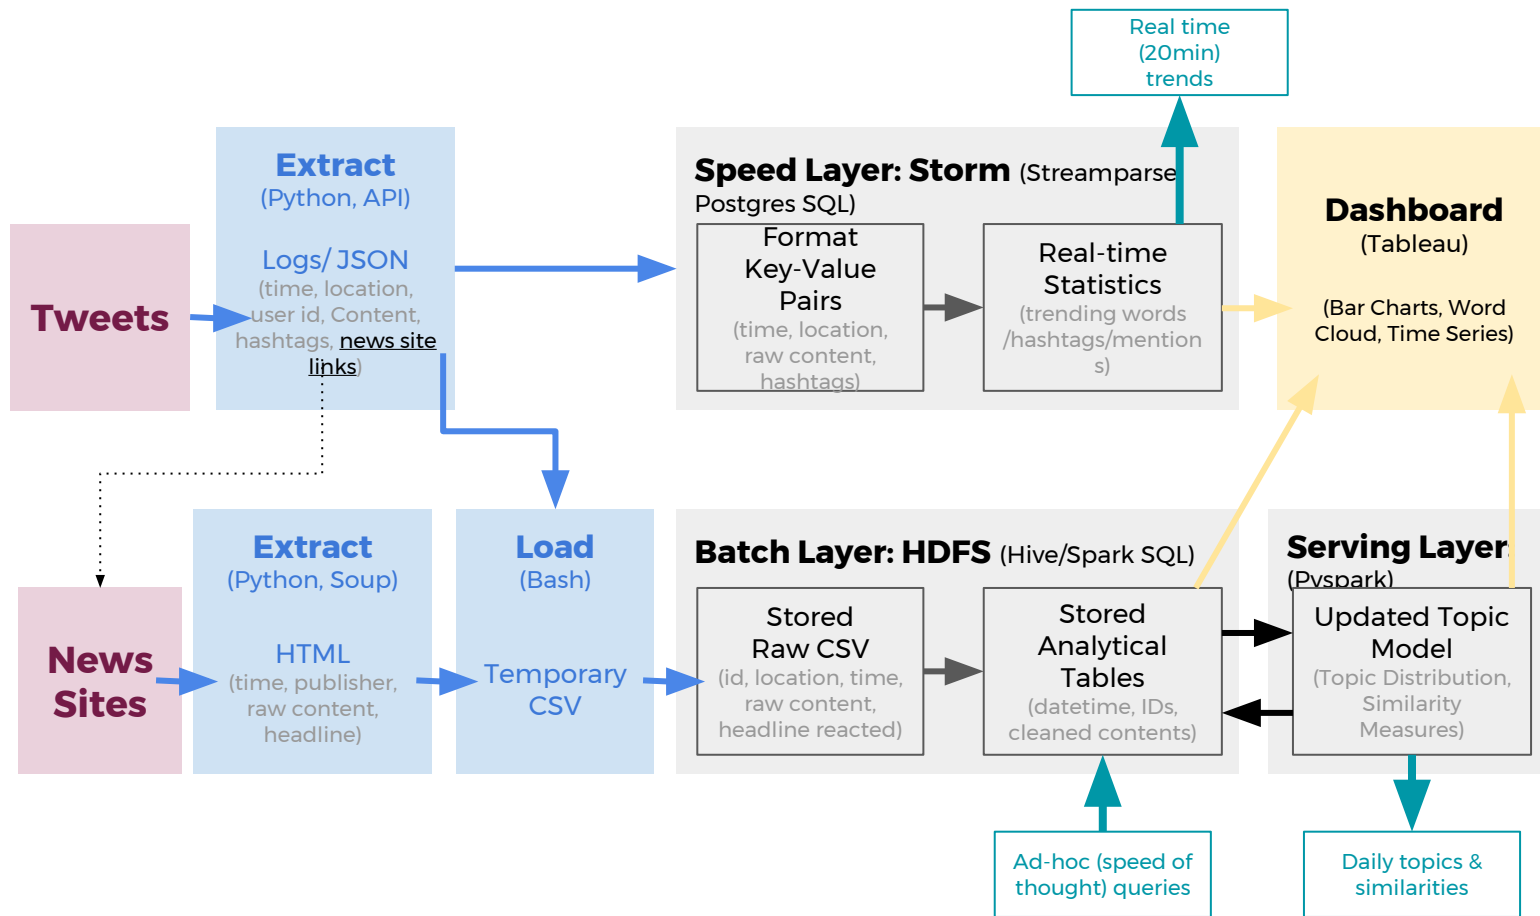 Real time
(20min)
trends
Extract
(Python, API)
Logs/ JSON
(time, location,
user id, Content,
hashtags, news site
links)
Tweets
Speed Layer: Storm (Streamparse
Postgres SQL)
Format
Key-Value
Pairs
(time, location,
raw content,
hashtags)
Real-time
Statistics
(trending words
/hashtags/mention
s)
Dashboard
(Tableau)
(Bar Charts, Word
Cloud, Time Series)
News
Sites
Extract
(Python, Soup)
HTML
(time, publisher,
raw content,
headline)
Load
(Bash)
Temporary
CSV
Batch Layer: HDFS (Hive/Spark SQL)
Stored
Raw CSV
(id, location, time,
raw content,
headline reacted)
Stored
Analytical
Tables
(datetime, IDs,
cleaned contents)
Serving Layer:
(Pyspark)
Updated Topic
Model
(Topic Distribution,
Similarity
Measures)
Ad-hoc (speed of
thought) queries
Daily topics &
similarities